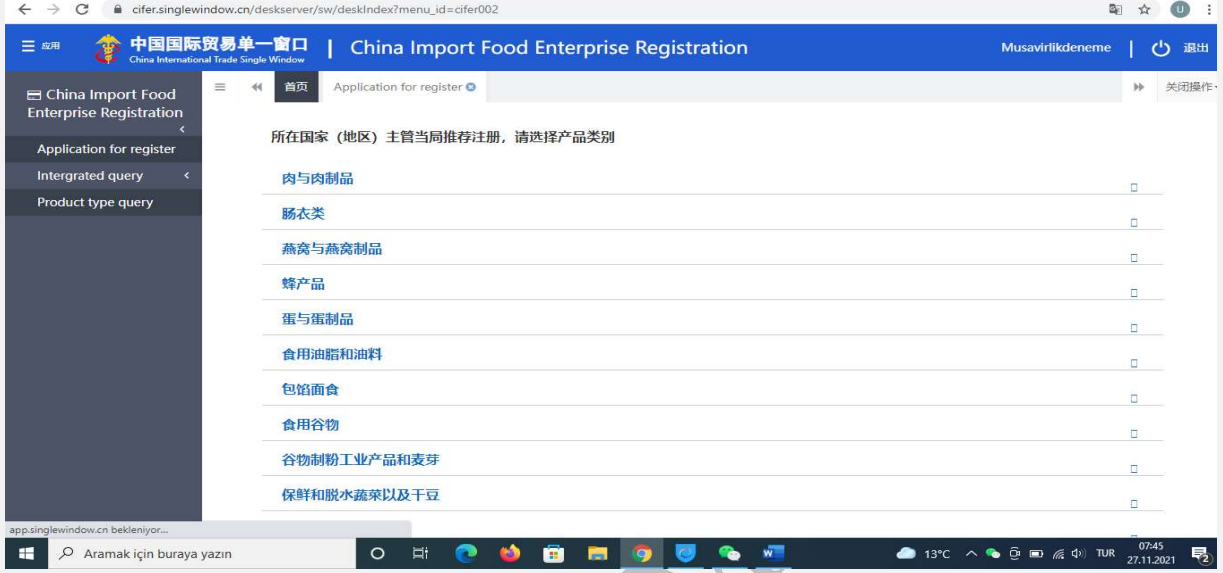 cifer.singlewindow.cn/deskserver/sw/deskIndex?menu_id=cifer002
U
应用
中国国际贸易单一窗口 | China Import Food Enterprise Registration
China International Trade Single Window
Musavirlikdeneme | 退出
China Import Food
Enterprise Registration
Application for register
Intergrated query
Product type query
首页
Application for register
关闭操作
所在国家（地区）主管当局推荐注册，请选择产品类别
肉与肉制品
肠衣类
燕窝与燕窝制品
蜂产品
蛋与蛋制品
食用油脂和油料
包馅面食
食用谷物
谷物制粉工业产品和麦芽
保鲜和脱水蔬菜以及干豆
app.singlewindow.cn bekleniyor...
Aramak için buraya yazın
13°C
TUR
07:45
27.11.2021
2